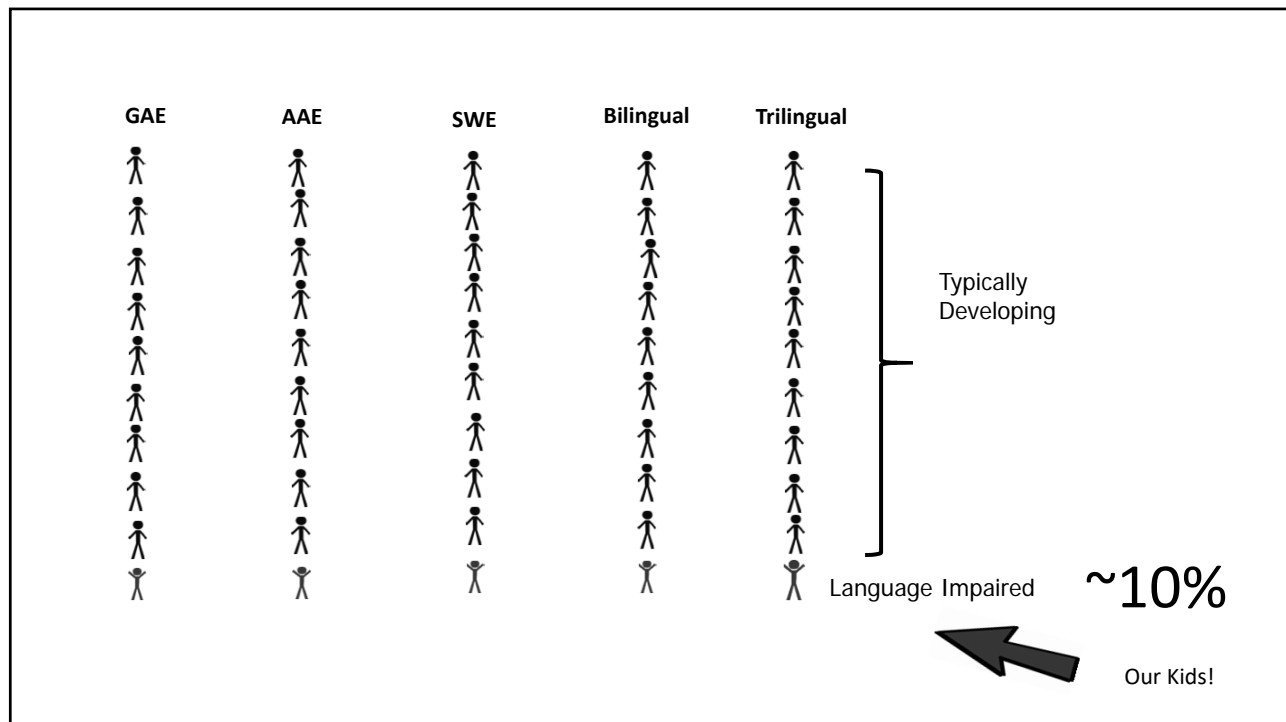 GAE AAE SWE Bilingual Trilingual
Typically
Developing
Language Impaired ~10%
Our Kids!